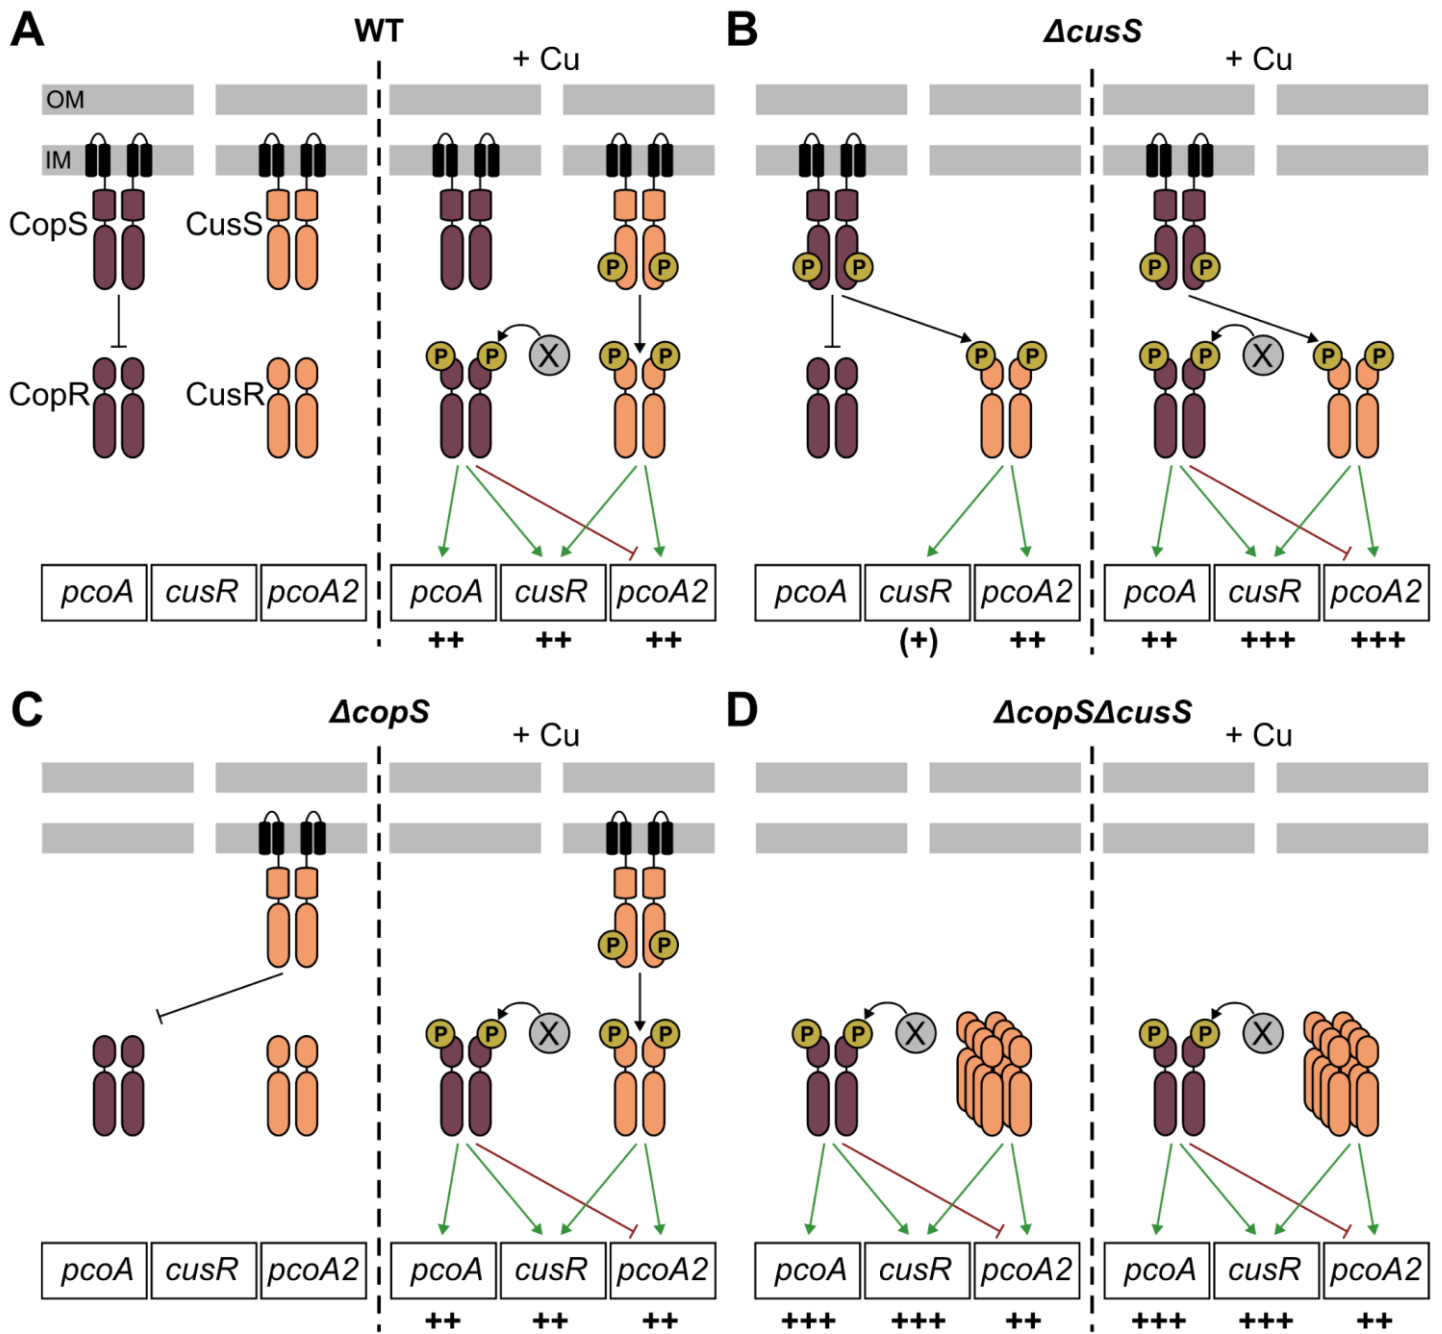 A
WT
+ Cu
OM
IM
CopS
CusS
P P
CopR
CusR
P P X P P
pcoA cusR pcoA2 pcoA cusR pcoA2
++ ++ ++
B
ΔcusS
+ Cu
P P P P
P P P P X P P
pcoA cusR pcoA2 pcoA cusR pcoA2
(+) ++ ++ +++ +++
C
ΔcopS
+ Cu
P P
P P X P P
pcoA cusR pcoA2 pcoA cusR pcoA2
++ ++ ++
D
ΔcopSΔcusS
+ Cu
P P X P P X
pcoA cusR pcoA2 pcoA cusR pcoA2
+++ +++ ++ +++ +++ ++